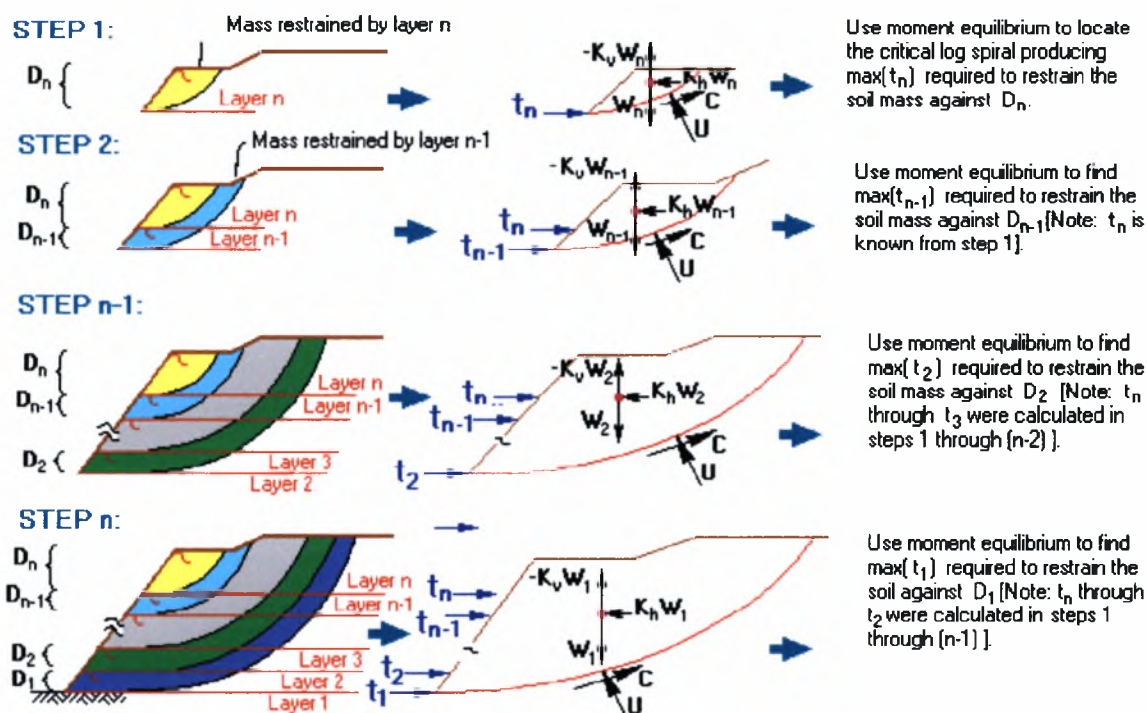 STEP 1:
Mass restrained by layer n
Dn {
Layer n
-KvWn
KhWn
Wn
C
U
tn
Use moment equilibrium to locate
the critical log spiral producing
max(tn) required to restrain the
soil mass against Dn.
STEP 2:
Mass restrained by layer n-1
Dn {
Dn-1{
Layer n
Layer n-1
-KvWn-1
KhWn-1
Wn-1
C
U
tn
tn-1
Use moment equilibrium to find
max(tn-1) required to restrain the
soil mass against Dn-1[Note: tn is
known from step 1].
STEP n-1:
Dn {
Dn-1{
D2 {
Layer n
Layer n-1
Layer 3
Layer 2
-KvW2
KhW2
W2
C
U
tn
tn-1
t2
Use moment equilibrium to find
max( t2) required to restrain the
soil mass against D2 [Note: tn
through t3 were calculated in
steps 1 through (n-2) ].
STEP n:
Dn {
Dn-1{
D2 {
D1 {
Layer n
Layer n-1
Layer 3
Layer 2
Layer 1
-KvW1
KhW1
W1
C
U
tn
tn-1
t2
t1
Use moment equilibrium to find
max( t1) required to restrain the
soil against D1 [Note: tn through
t2 were calculated in steps 1
through (n-1) ].